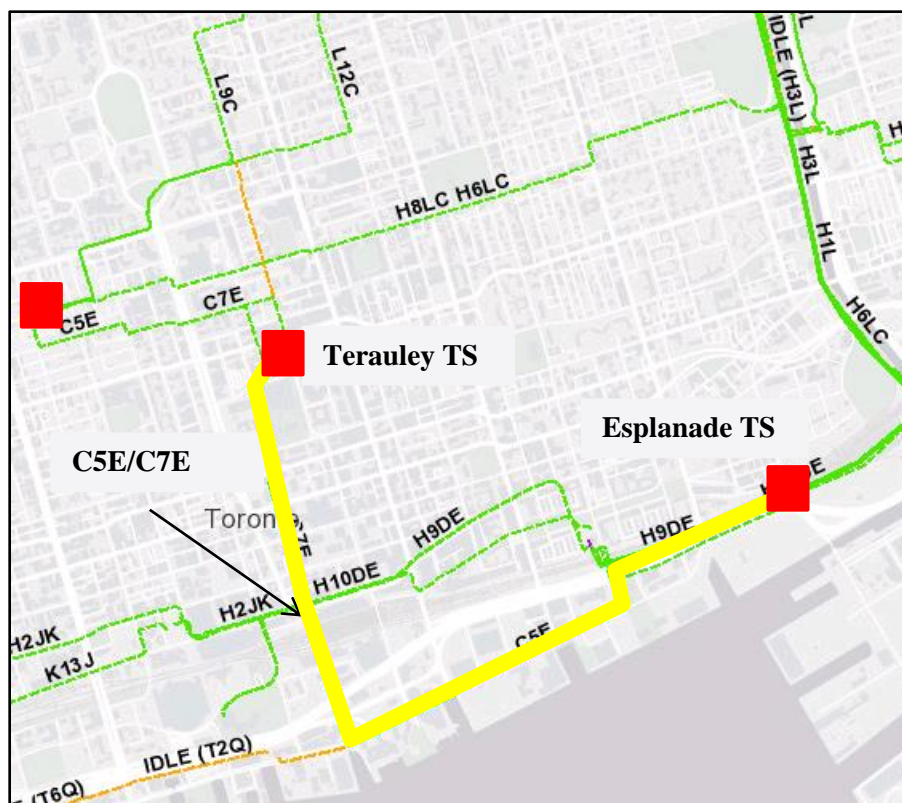 IDLE (H3L)
L9C
L12C
H3L
H8LC H6LC
H1L
C7E
C5E
H6LC
Terauley TS
Esplanade TS
C5E/C7E
H9DE
H9DE
H10DE
H2JK
C5E
H2JK
K13J
IDLE (T2Q)
(T6Q)